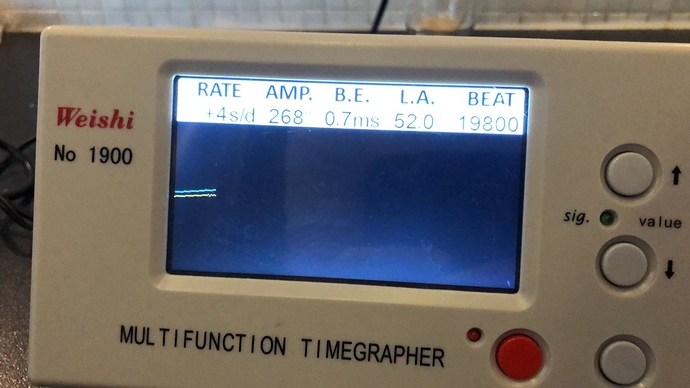 RATE AMP. B.E. L.A. BEAT
+4s/d 268° 0.7ms 52.0 19800
Weishi
No 1900
sig. value
MULTIFUNCTION TIMEGRAPHER